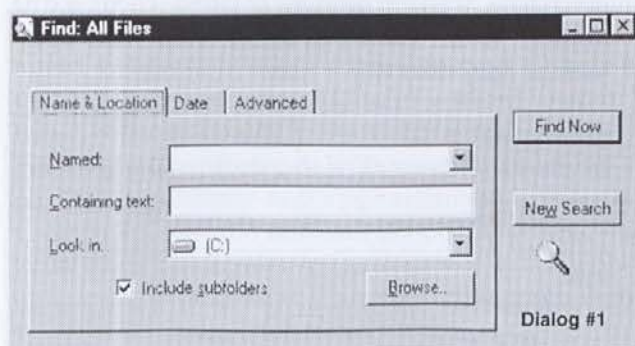 Find: All Files
Name & Location Date Advanced
Find Now
Named:
Containing text:
New Search
Look in: (C:)
Include subfolders
Browse..
Dialog #1